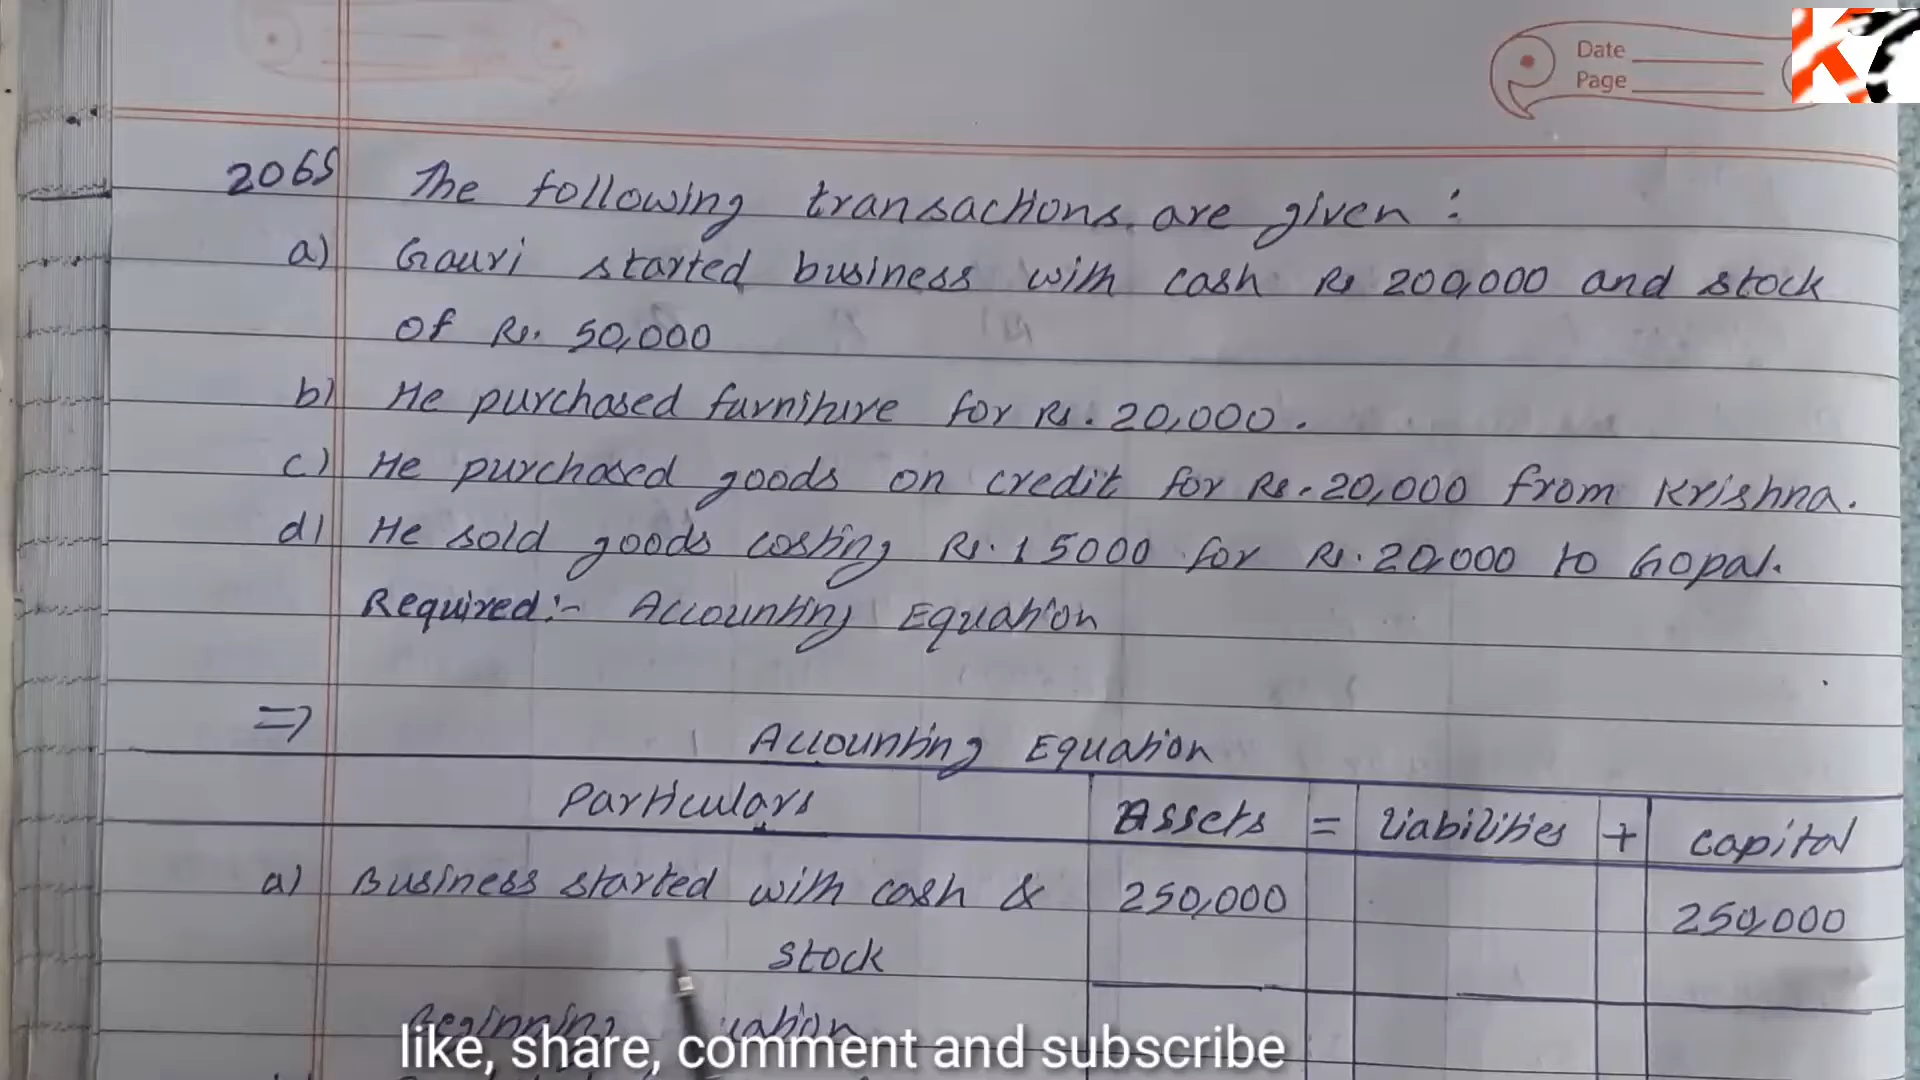 Date
Page
2065 The following transactions are given :
a) Gauri started business with cash Rs 200,000 and stock
of Rs. 50,000
b) He purchased furniture for Rs. 20,000.
c) He purchased goods on credit for Rs. 20,000 from Krishna.
d) He sold goods costing Rs. 15000 for Rs. 20,000 to Gopal.
Required :- Accounting Equation
=> Accounting Equation
Particulars Assets = Liabilities + capital
a) Business started with cash & 250,000 250,000
stock
Beginning
like, share, comment and subscribe